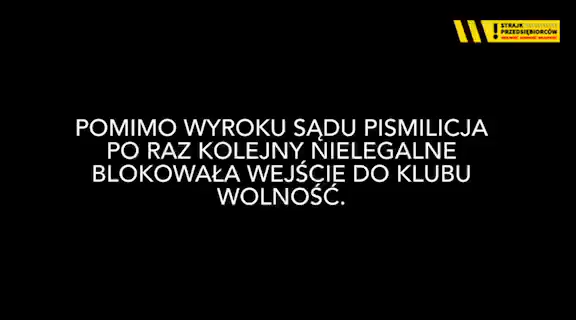 STRAJK
PRZEDSIĘBIORCÓW
POMIMO WYROKU SĄDU PISMILICJA
PO RAZ KOLEJNY NIELEGALNE
BLOKOWAŁA WEJŚCIE DO KLUBU
WOLNOŚĆ.